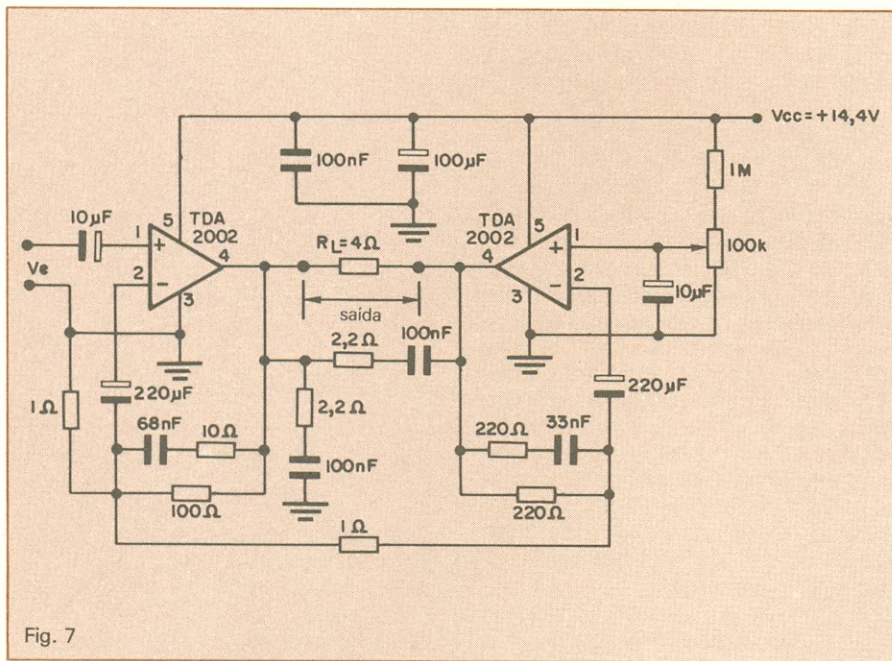 Vcc = +14,4V
100nF
100µF
1M
10µF
5
TDA
2002
1
+
2
-
4
3
Ve
RL=4Ω
saída
TDA
2002
5
1
+
2
-
4
3
100k
10µF
2,2Ω
100nF
1Ω
220µF
220µF
68nF
10Ω
2,2Ω
220Ω
33nF
100nF
100Ω
220Ω
1Ω
Fig. 7